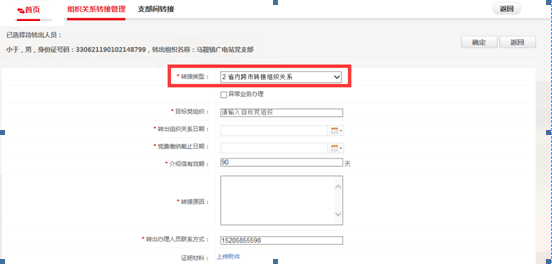 首页 组织关系转接管理 支部间转接 返回
已选择待转出人员：
小于，男，身份证号码：330621190102148799，转出组织名称：马鞍镇广电站党支部
确定 返回
* 转接类型： 2 省内跨市转接组织关系
异常业务办理
* 目标党组织： 请输入目标党组织
* 转出组织关系日期：
* 党费缴纳截止日期：
* 介绍信有效期： 90 天
* 转接原因：
* 转出办理人员联系方式： 15205855598
证明材料： 上传附件